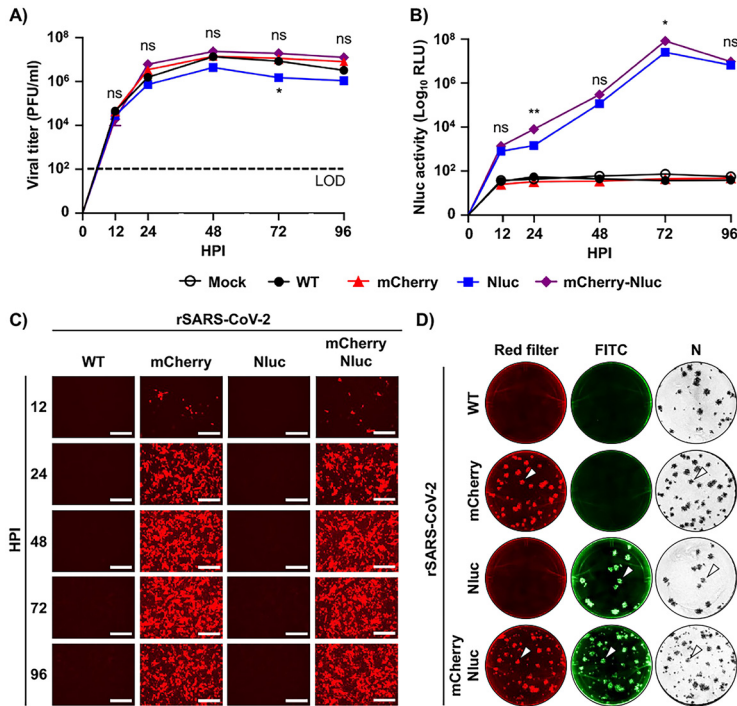 A)
ns
ns
ns
ns
ns
*
Viral titer (PFU/ml)
10⁸
10⁶
10⁴
10²
0
LOD
0 12 24 48 72 96
HPI
B)
ns
**
ns
*
ns
Nluc activity (Log₁₀ RLU)
10⁸
10⁶
10⁴
10²
0
0 12 24 48 72 96
HPI
Mock WT mCherry Nluc mCherry-Nluc
C)
rSARS-CoV-2
WT mCherry Nluc mCherry
Nluc
HPI
12
24
48
72
96
D)
Red filter FITC N
rSARS-CoV-2
WT
mCherry
Nluc
mCherry
Nluc